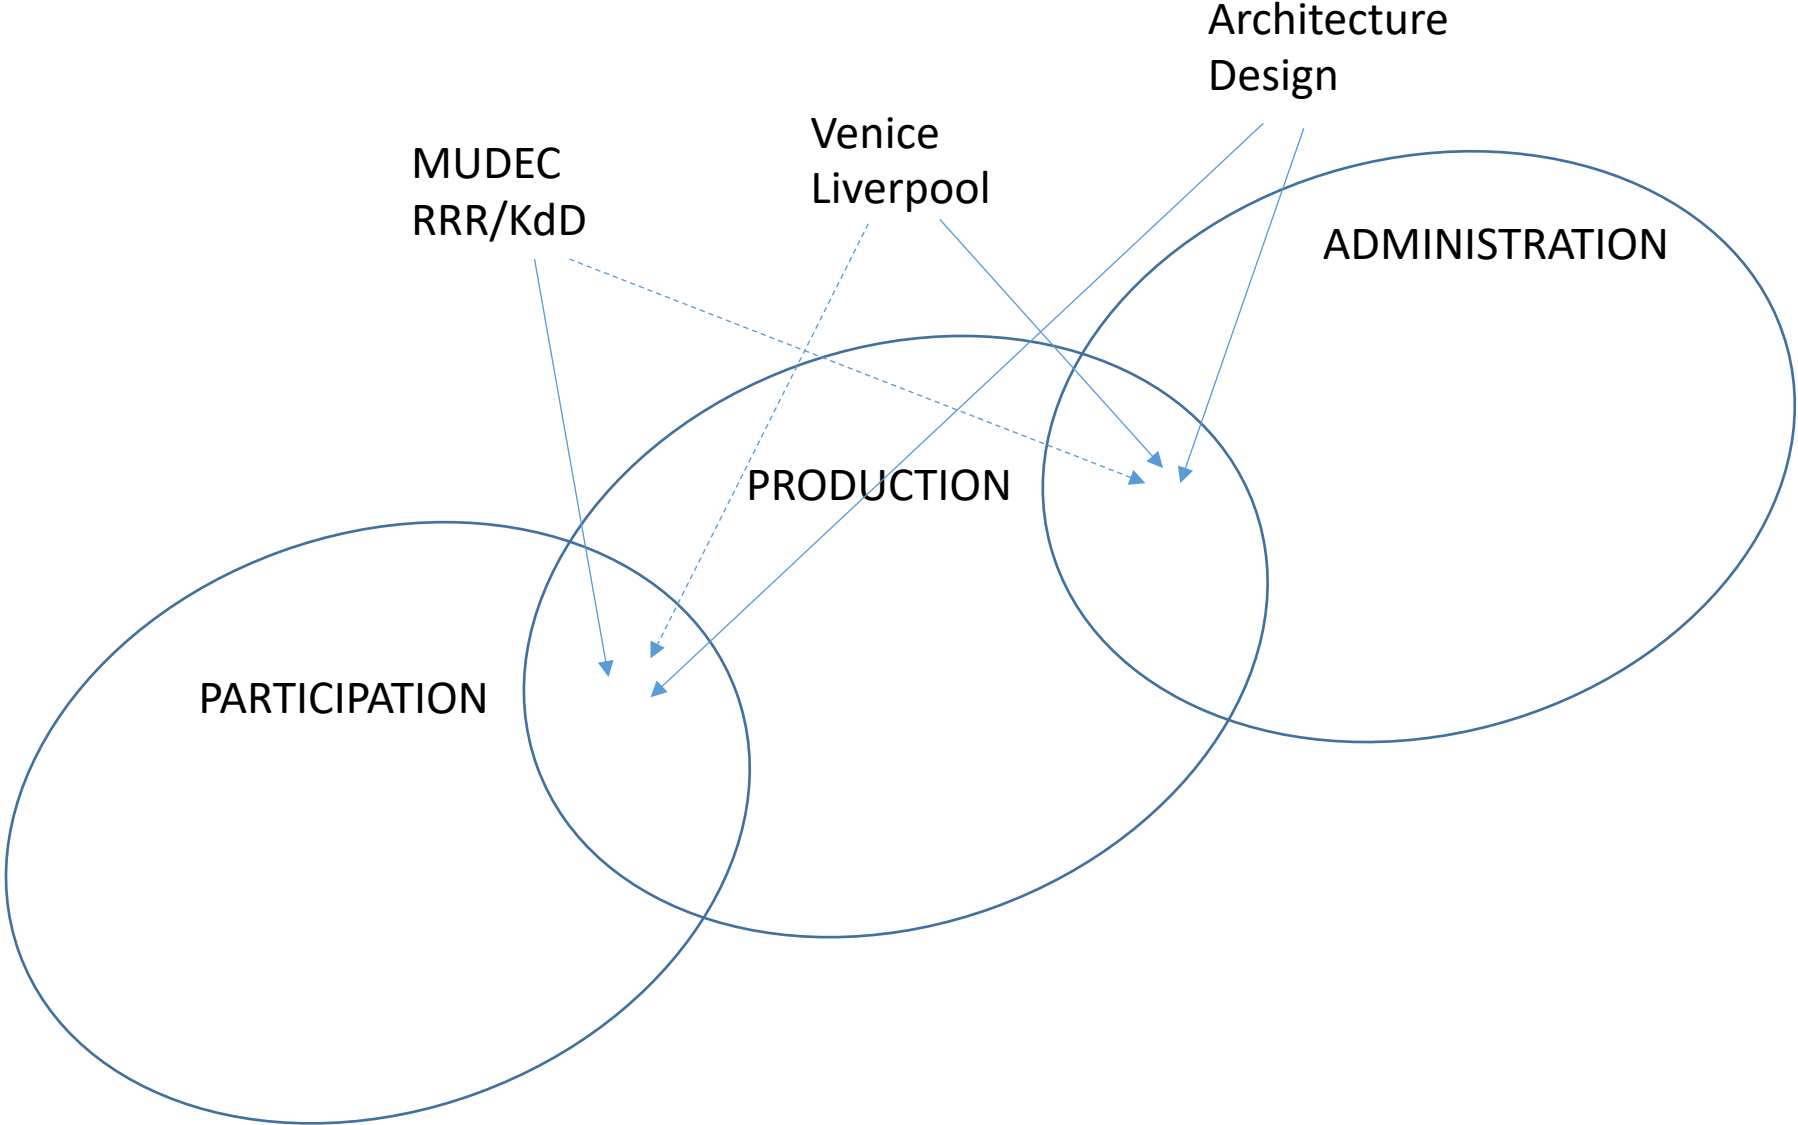 Architecture
Design
Venice
Liverpool
MUDEC
RRR/KdD
ADMINISTRATION
PRODUCTION
PARTICIPATION